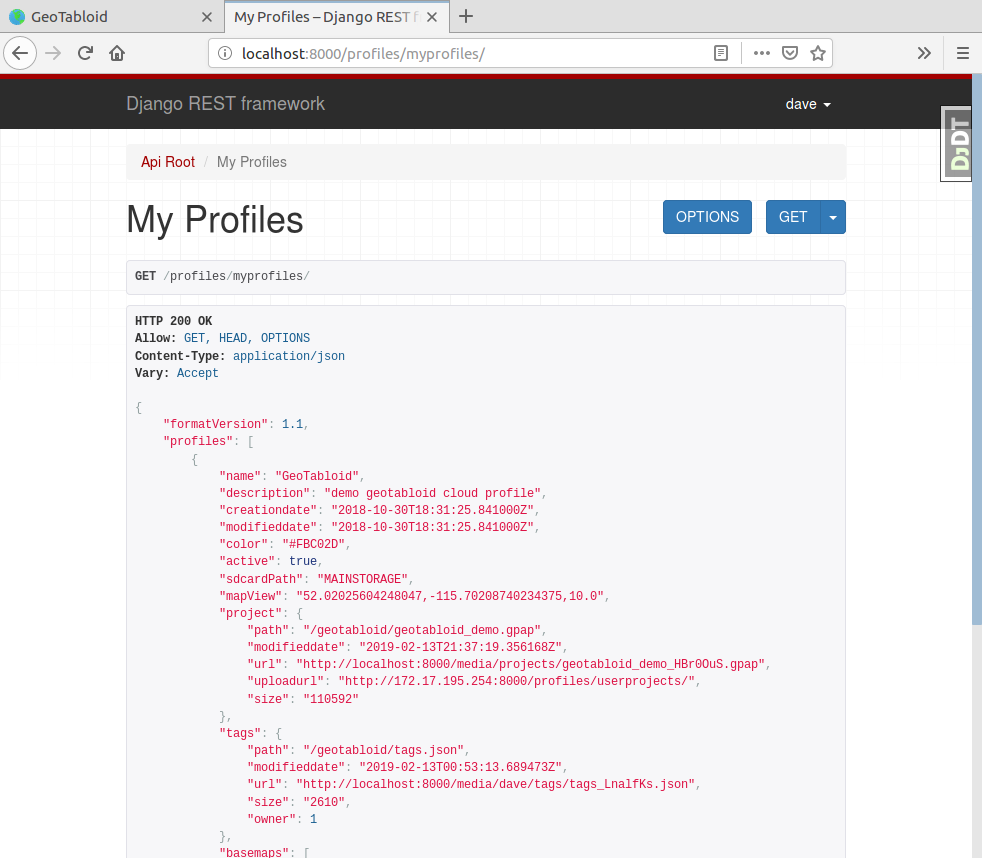 GeoTabloid
My Profiles – Django REST f
localhost:8000/profiles/myprofiles/
Django REST framework
dave
DjDT
Api Root / My Profiles
My Profiles
OPTIONS
GET
GET /profiles/myprofiles/
HTTP 200 OK
Allow: GET, HEAD, OPTIONS
Content-Type: application/json
Vary: Accept
{
    "formatVersion": 1.1,
    "profiles": [
        {
            "name": "GeoTabloid",
            "description": "demo geotabloid cloud profile",
            "creationdate": "2018-10-30T18:31:25.841000Z",
            "modifieddate": "2018-10-30T18:31:25.841000Z",
            "color": "#FBC02D",
            "active": true,
            "sdcardPath": "MAINSTORAGE",
            "mapView": "52.02025604248047,-115.70208740234375,10.0",
            "project": {
                "path": "/geotabloid/geotabloid_demo.gpap",
                "modifieddate": "2019-02-13T21:37:19.356168Z",
                "url": "http://localhost:8000/media/projects/geotabloid_demo_HBr0OuS.gpap",
                "uploadurl": "http://172.17.195.254:8000/profiles/userprojects/",
                "size": "110592"
            },
            "tags": {
                "path": "/geotabloid/tags.json",
                "modifieddate": "2019-02-13T00:53:13.689473Z",
                "url": "http://localhost:8000/media/dave/tags/tags_LnalfKs.json",
                "size": "2610",
                "owner": 1
            },
            "basemaps": [